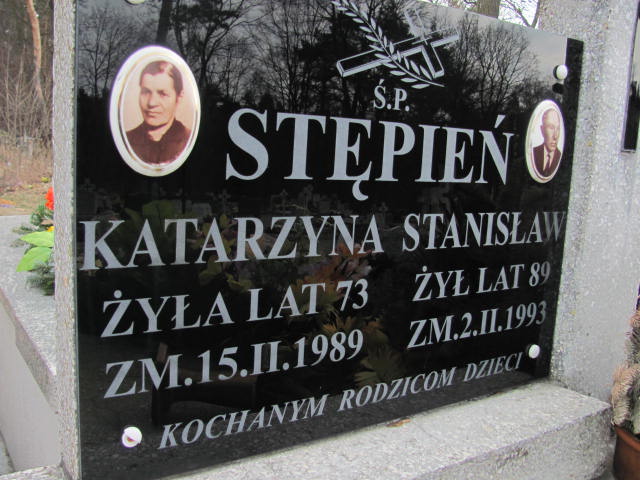 Ś.P.
STĘPIEŃ
KATARZYNA STANISŁAW
ŻYŁA LAT 73 ŻYŁ LAT 89
ZM.15.II.1989 ZM.2.II.1993
KOCHANYM RODZICOM DZIECI